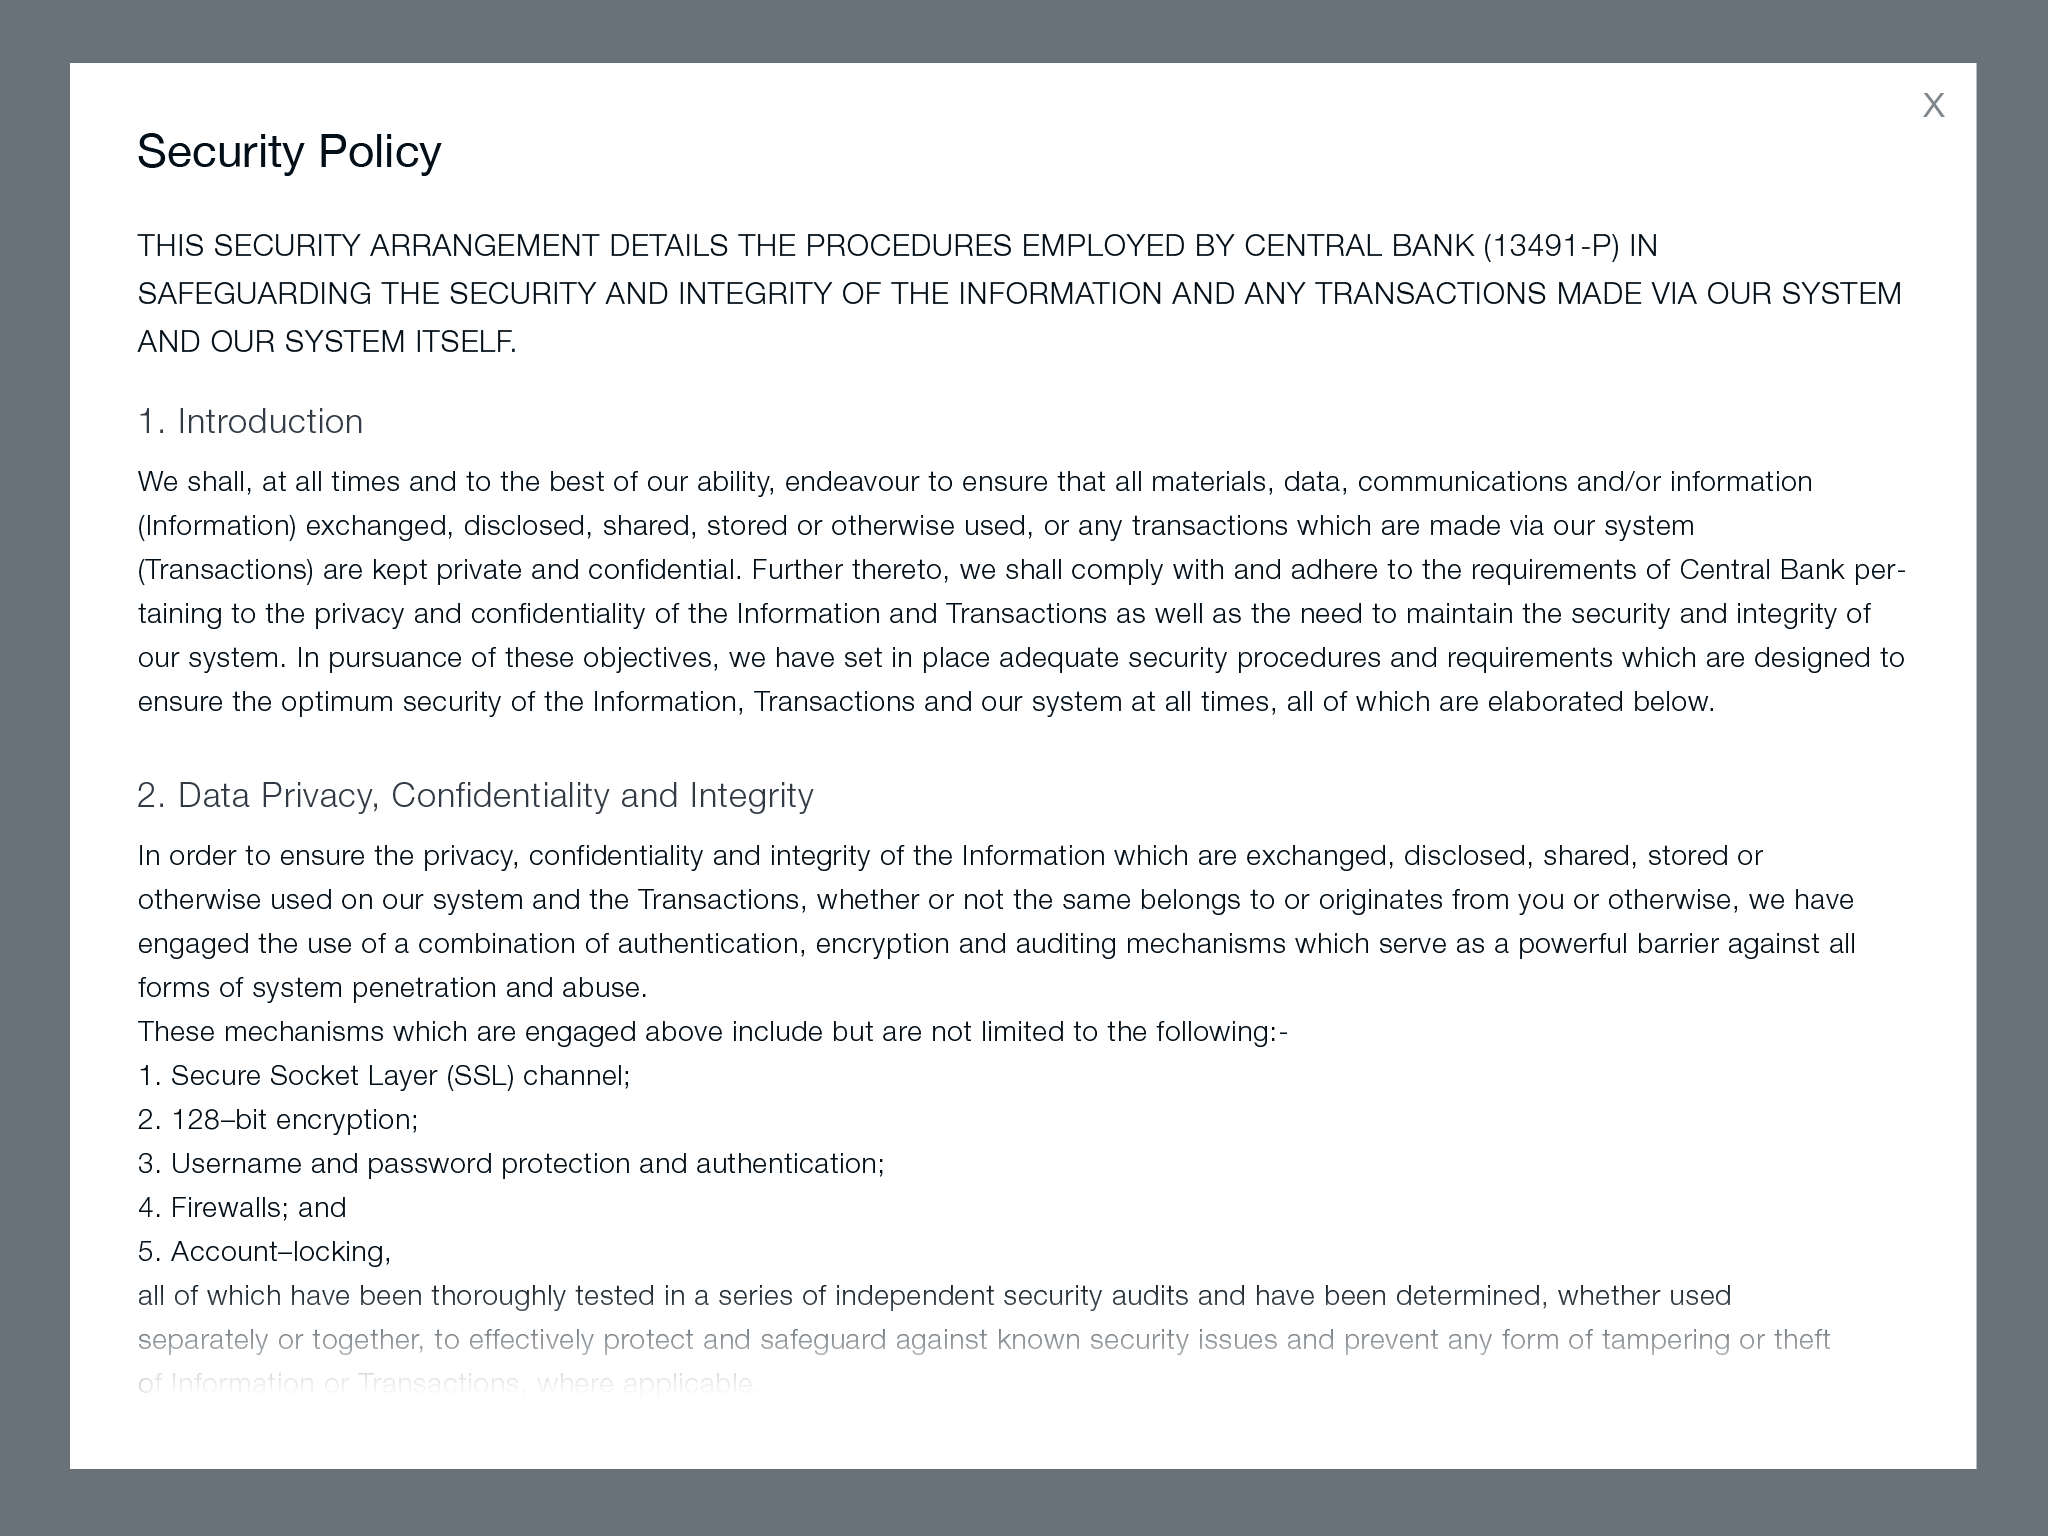 X
Security Policy
THIS SECURITY ARRANGEMENT DETAILS THE PROCEDURES EMPLOYED BY CENTRAL BANK (13491-P) IN
SAFEGUARDING THE SECURITY AND INTEGRITY OF THE INFORMATION AND ANY TRANSACTIONS MADE VIA OUR SYSTEM
AND OUR SYSTEM ITSELF.
1. Introduction
We shall, at all times and to the best of our ability, endeavour to ensure that all materials, data, communications and/or information
(Information) exchanged, disclosed, shared, stored or otherwise used, or any transactions which are made via our system
(Transactions) are kept private and confidential. Further thereto, we shall comply with and adhere to the requirements of Central Bank per-
taining to the privacy and confidentiality of the Information and Transactions as well as the need to maintain the security and integrity of
our system. In pursuance of these objectives, we have set in place adequate security procedures and requirements which are designed to
ensure the optimum security of the Information, Transactions and our system at all times, all of which are elaborated below.
2. Data Privacy, Confidentiality and Integrity
In order to ensure the privacy, confidentiality and integrity of the Information which are exchanged, disclosed, shared, stored or
otherwise used on our system and the Transactions, whether or not the same belongs to or originates from you or otherwise, we have
engaged the use of a combination of authentication, encryption and auditing mechanisms which serve as a powerful barrier against all
forms of system penetration and abuse.
These mechanisms which are engaged above include but are not limited to the following:-
1. Secure Socket Layer (SSL) channel;
2. 128–bit encryption;
3. Username and password protection and authentication;
4. Firewalls; and
5. Account–locking,
all of which have been thoroughly tested in a series of independent security audits and have been determined, whether used
separately or together, to effectively protect and safeguard against known security issues and prevent any form of tampering or theft
of Information or Transactions, where applicable.